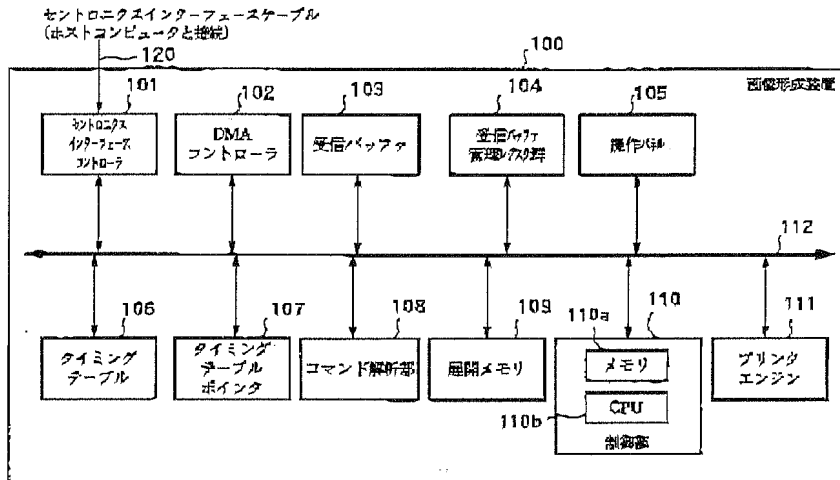 セントロニクスインターフェースケーブル
(ホストコンピュータと接続)
120
100
画像形成装置
101
102
103
104
105
セントロニクス
インターフェース
コントローラ
DMA
コントローラ
受信バッファ
受信バッファ
管理レジスタ群
操作パネル
112
106
107
108
109
110
111
タイミング
テーブル
タイミング
テーブル
ポインタ
コマンド解析部
展開メモリ
110a
メモリ
CPU
110b
制御部
プリンタ
エンジン